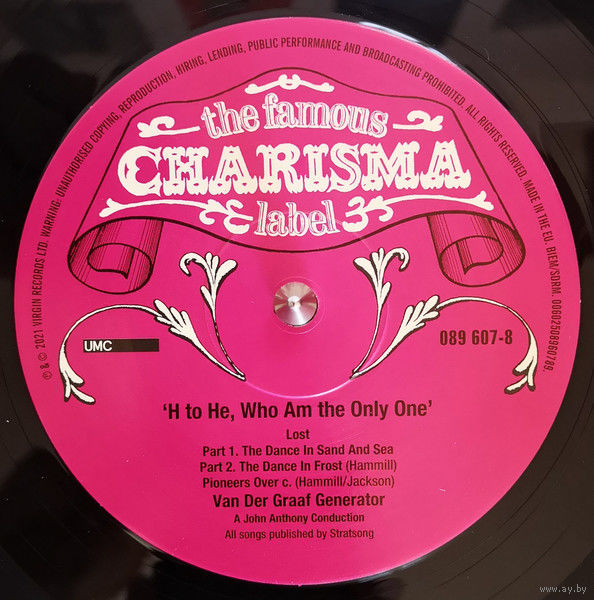 ℗ & © 2021 VIRGIN RECORDS LTD. WARNING: UNAUTHORISED COPYING, REPRODUCTION, HIRING, LENDING, PUBLIC PERFORMANCE AND BROADCASTING PROHIBITED. ALL RIGHTS RESERVED. MADE IN THE EU. BIEM/SDRM. 00602508960789.
the famous
CHARISMA
label
UMC
089 607-8
‘H to He, Who Am the Only One’
Lost
Part 1. The Dance In Sand And Sea
Part 2. The Dance In Frost (Hammill)
Pioneers Over c. (Hammill/Jackson)
Van Der Graaf Generator
A John Anthony Conduction
All songs published by Stratsong
www.ay.by